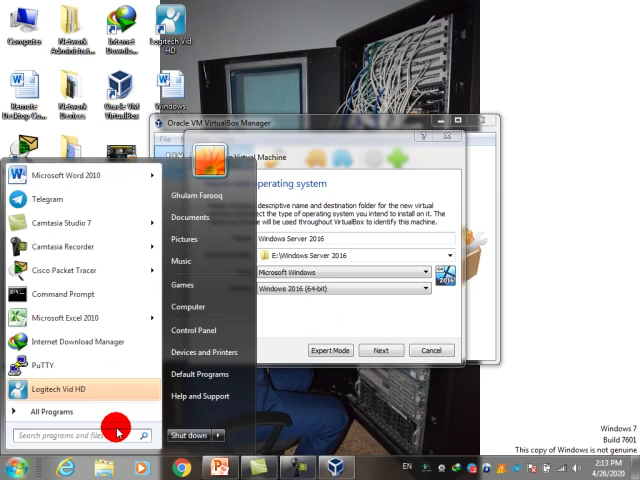 Computer
Network
Administrat...
Internet
Downlo...
Logitech Vid
HD
Remote
Desktop Co...
Network
Devices
Oracle VM
VirtualBox
Windows
Oracle VM VirtualBox Manager
File
Virtual Machine
operating system
descriptive name and destination folder for the new virtual
select the type of operating system you intend to install on it. The
will be used throughout VirtualBox to identify this machine.
Windows Server 2016
E:\Windows Server 2016
Microsoft Windows
Windows 2016 (64-bit)
2016
Expert Mode
Next
Cancel
Microsoft Word 2010
Telegram
Camtasia Studio 7
Camtasia Recorder
Cisco Packet Tracer
Command Prompt
Microsoft Excel 2010
Internet Download Manager
PuTTY
Logitech Vid HD
All Programs
Search programs and files
Ghulam Farooq
Documents
Pictures
Music
Games
Computer
Control Panel
Devices and Printers
Default Programs
Help and Support
Shut down
Windows 7
Build 7601
This copy of Windows is not genuine
EN
2:13 PM
4/26/2020